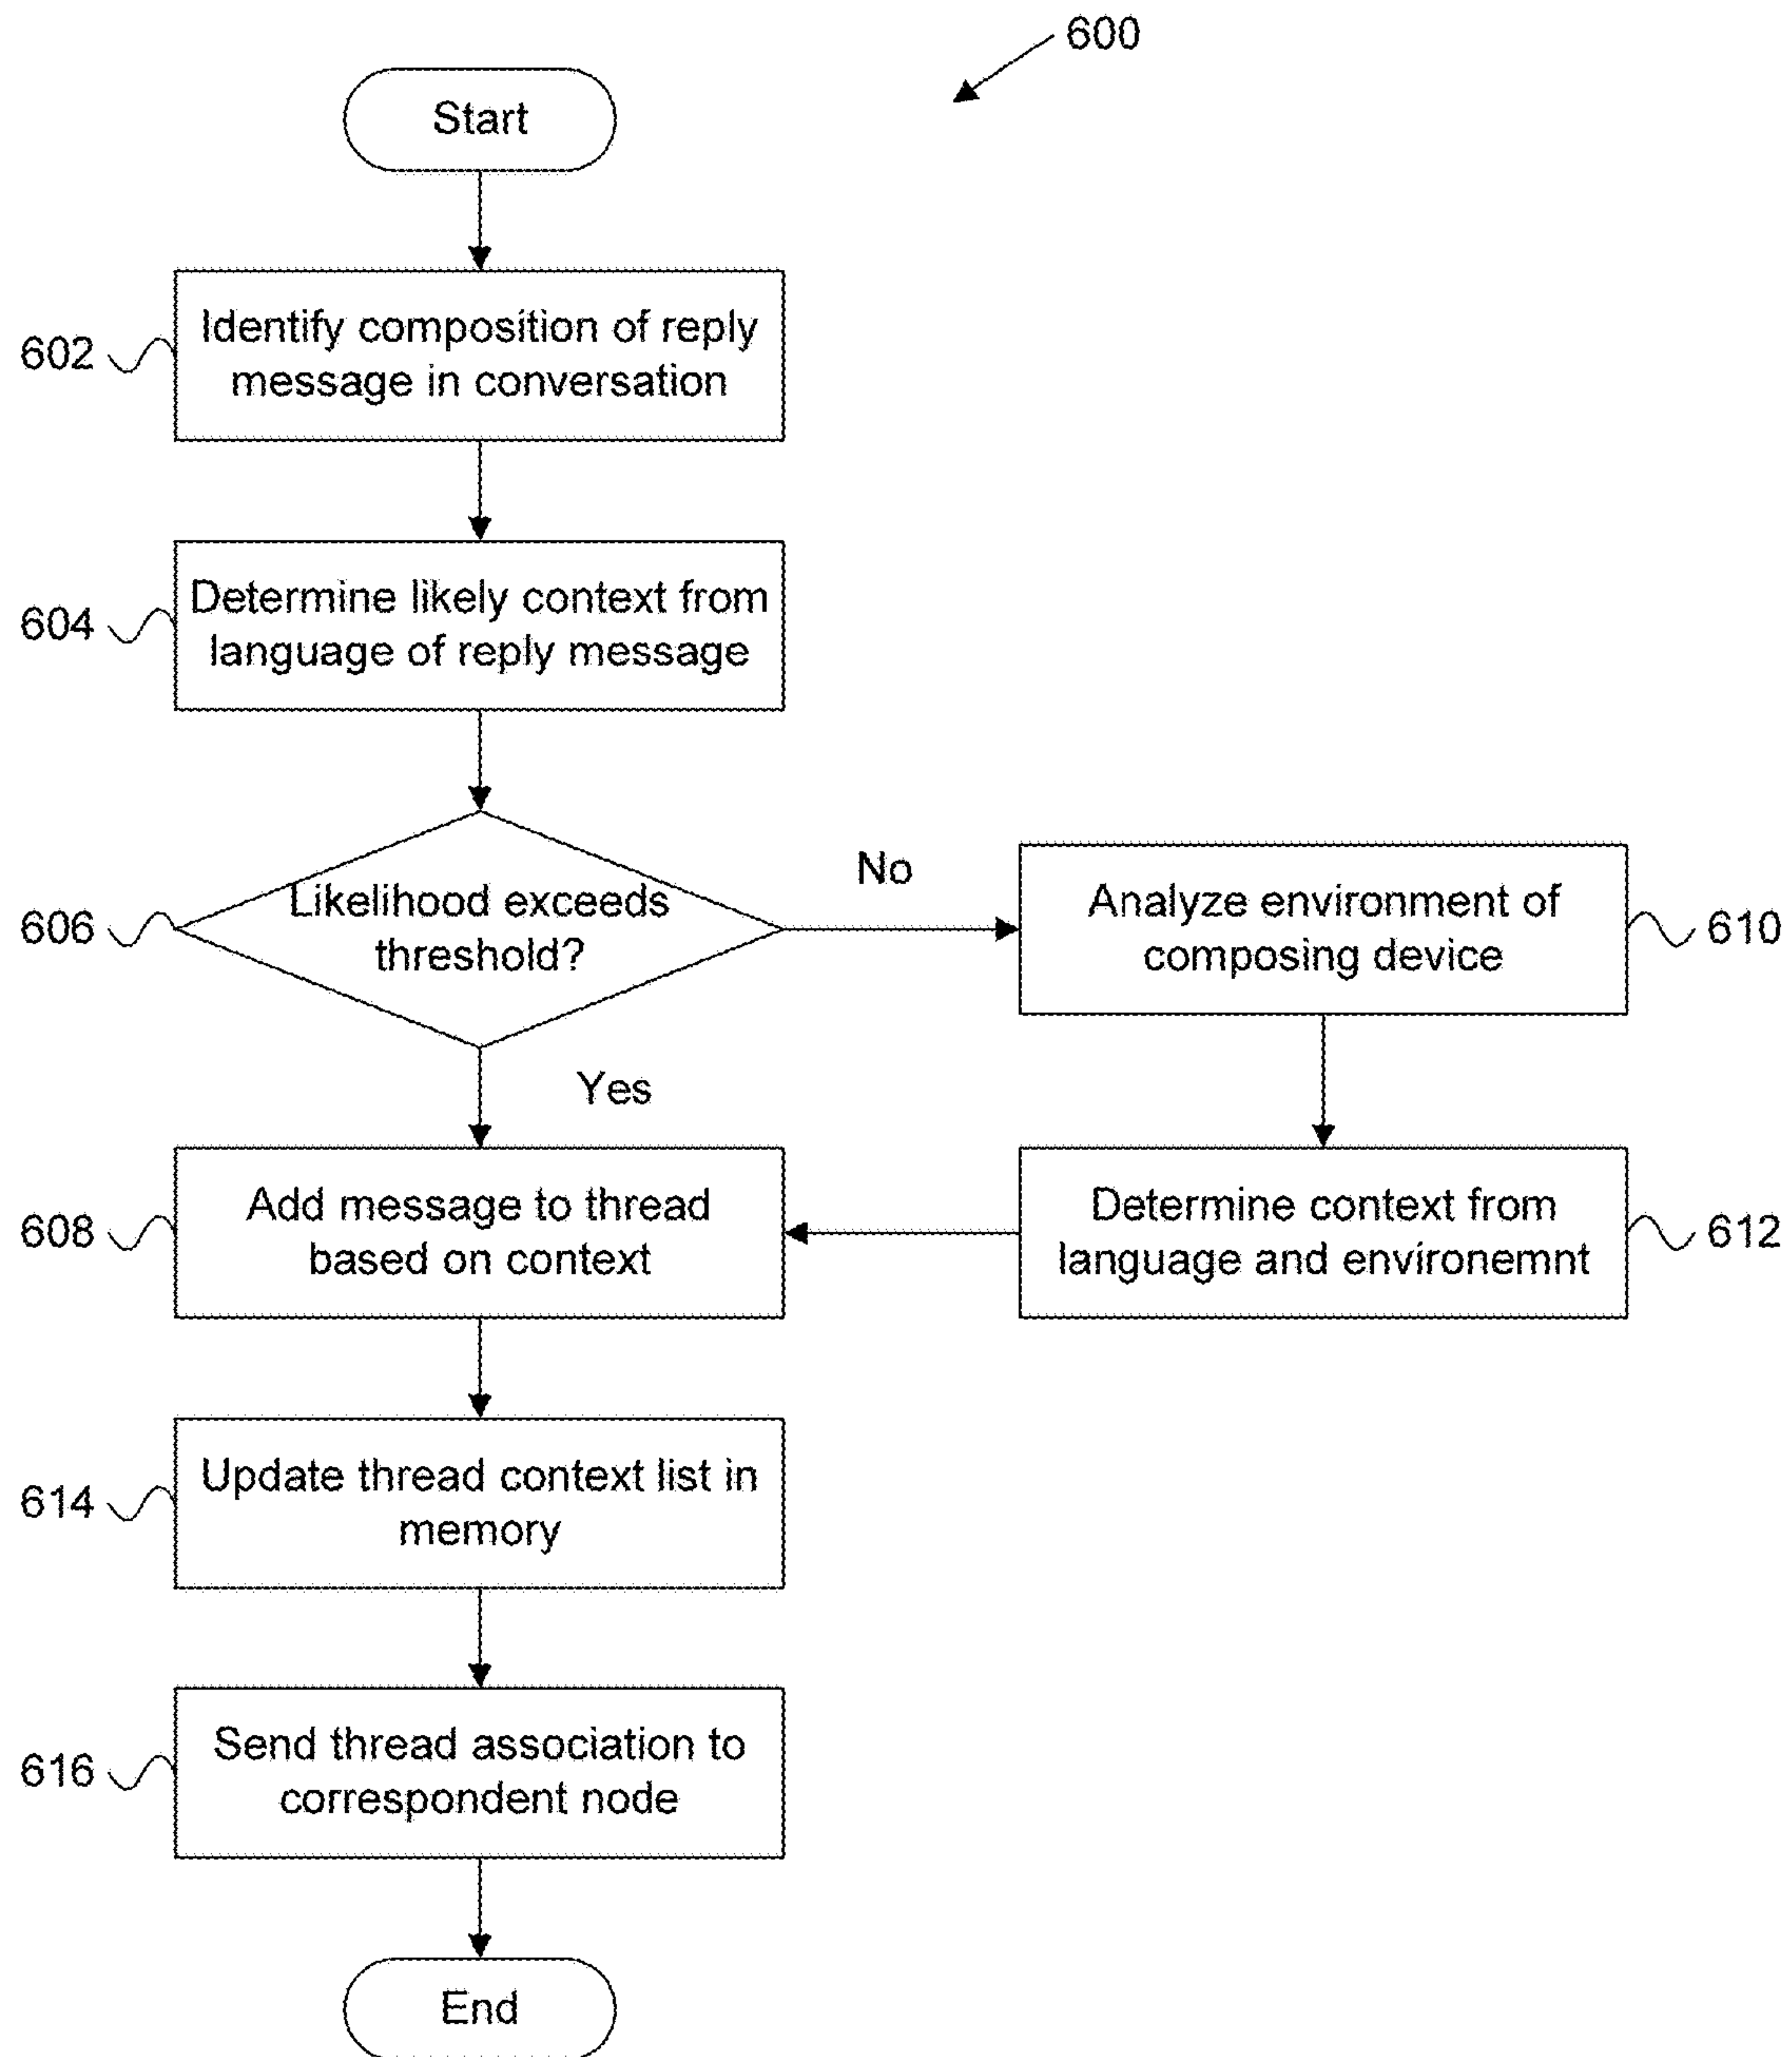 600
Start
602
Identify composition of reply
message in conversation
604
Determine likely context from
language of reply message
606
Likelihood exceeds
threshold?
No
Analyze environment of
composing device
610
Yes
608
Add message to thread
based on context
Determine context from
language and environemnt
612
614
Update thread context list in
memory
616
Send thread association to
correspondent node
End